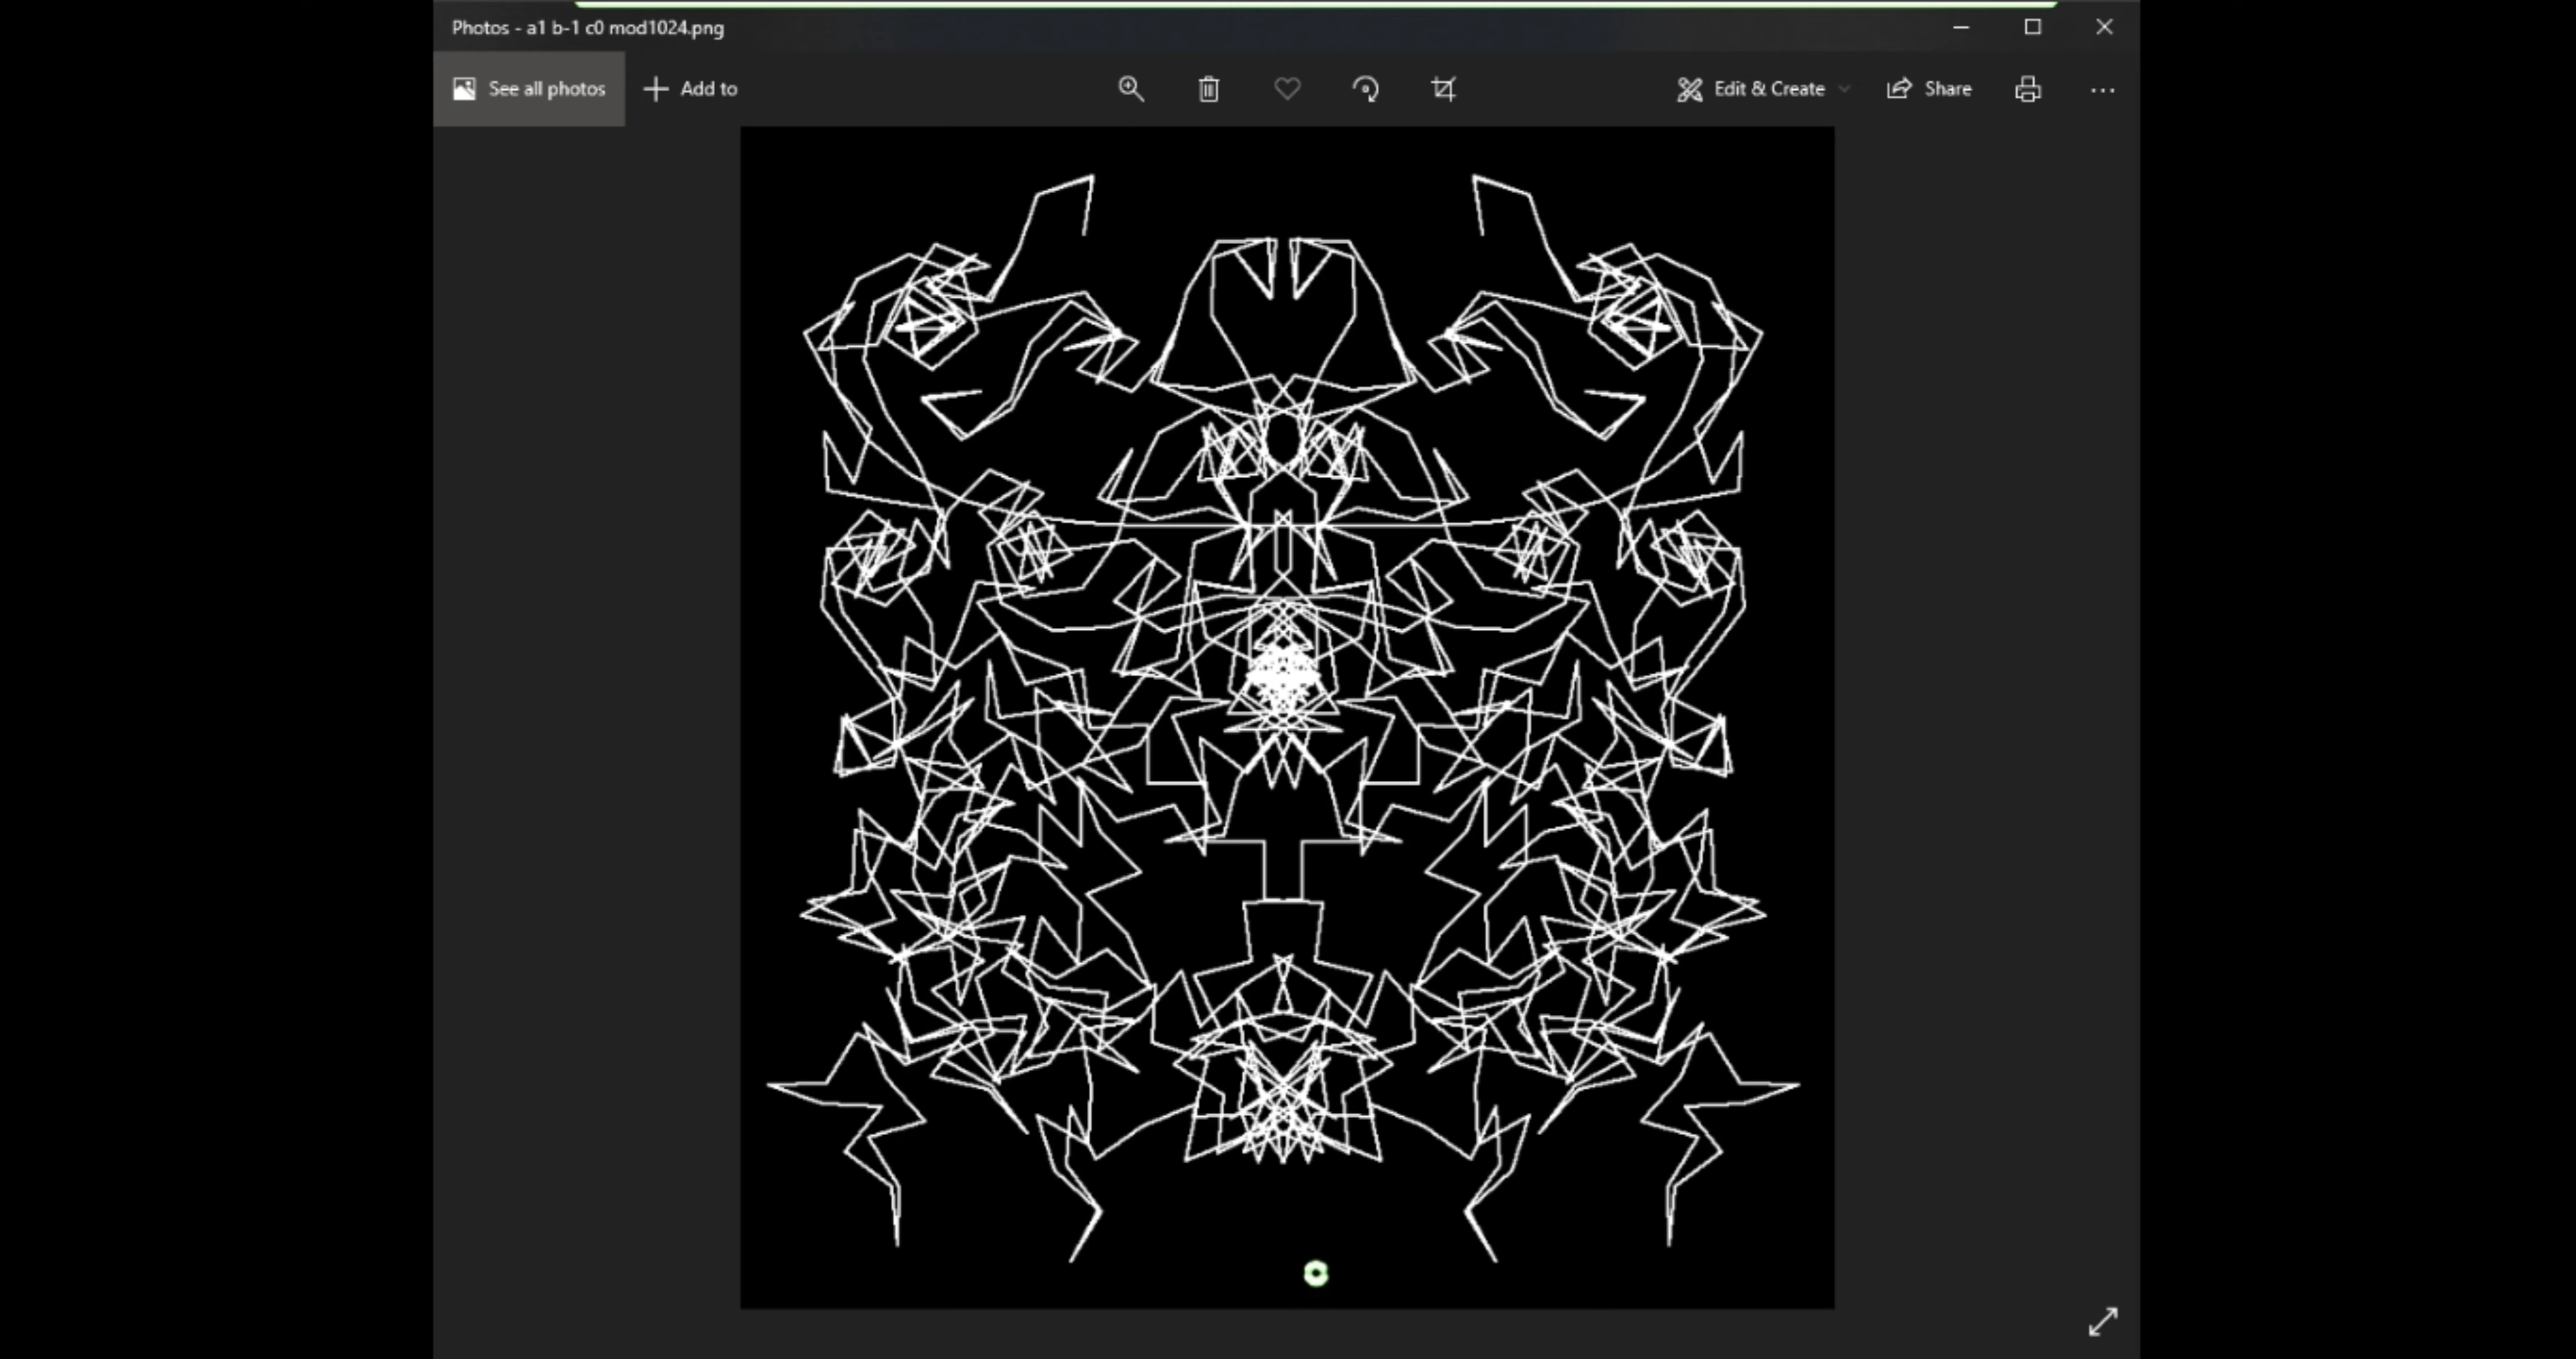 Photos - a1 b-1 c0 mod1024.png
See all photos
Add to
Edit & Create
Share